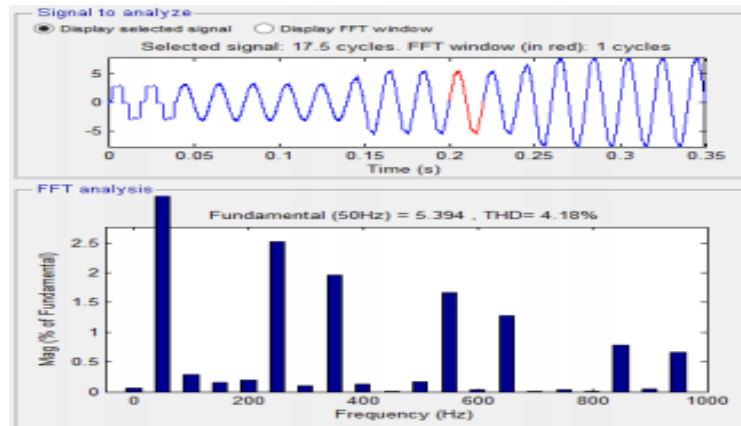 Signal to analyze
Display selected signal Display FFT window
Selected signal: 17.5 cycles. FFT window (in red): 1 cycles
5
0
-5
0 0.05 0.1 0.15 0.2 0.25 0.3 0.35
Time (s)
FFT analysis
Fundamental (50Hz) = 5.394 , THD= 4.18%
Mag (% of Fundamental)
2.5
2
1.5
1
0.5
0
0 200 400 600 800 1000
Frequency (Hz)